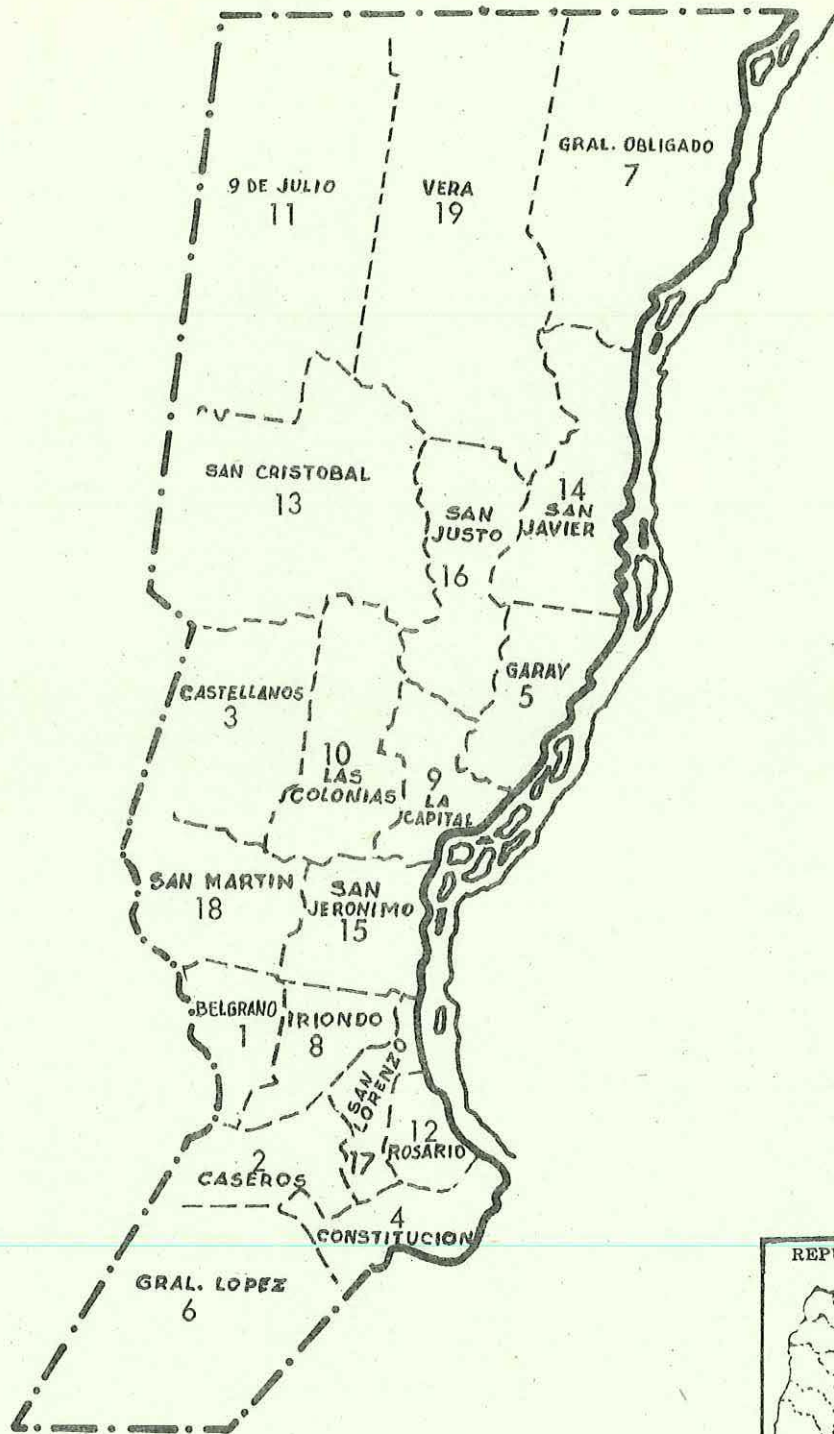 GRAL. OBLIGADO
7
9 DE JULIO
11
VERA
19
SAN CRISTOBAL
13
14
SAN
JAVIER
SAN
JUSTO
16
GARAY
5
CASTELLANOS
3
10
LAS
COLONIAS
9
LA
CAPITAL
SAN MARTIN
18
SAN
JERONIMO
15
BELGRANO
1
IRIONDO
8
SAN
LORENZO
17
12
ROSARIO
2
CASEROS
4
CONSTITUCION
GRAL. LOPEZ
6